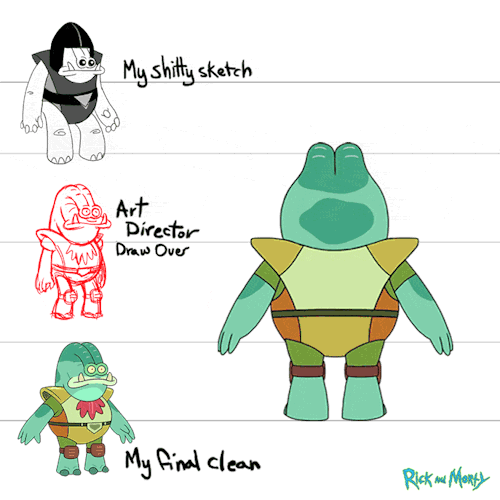 My shitty sketch
Art
Director
Draw Over
My final clean
Rick and Morty